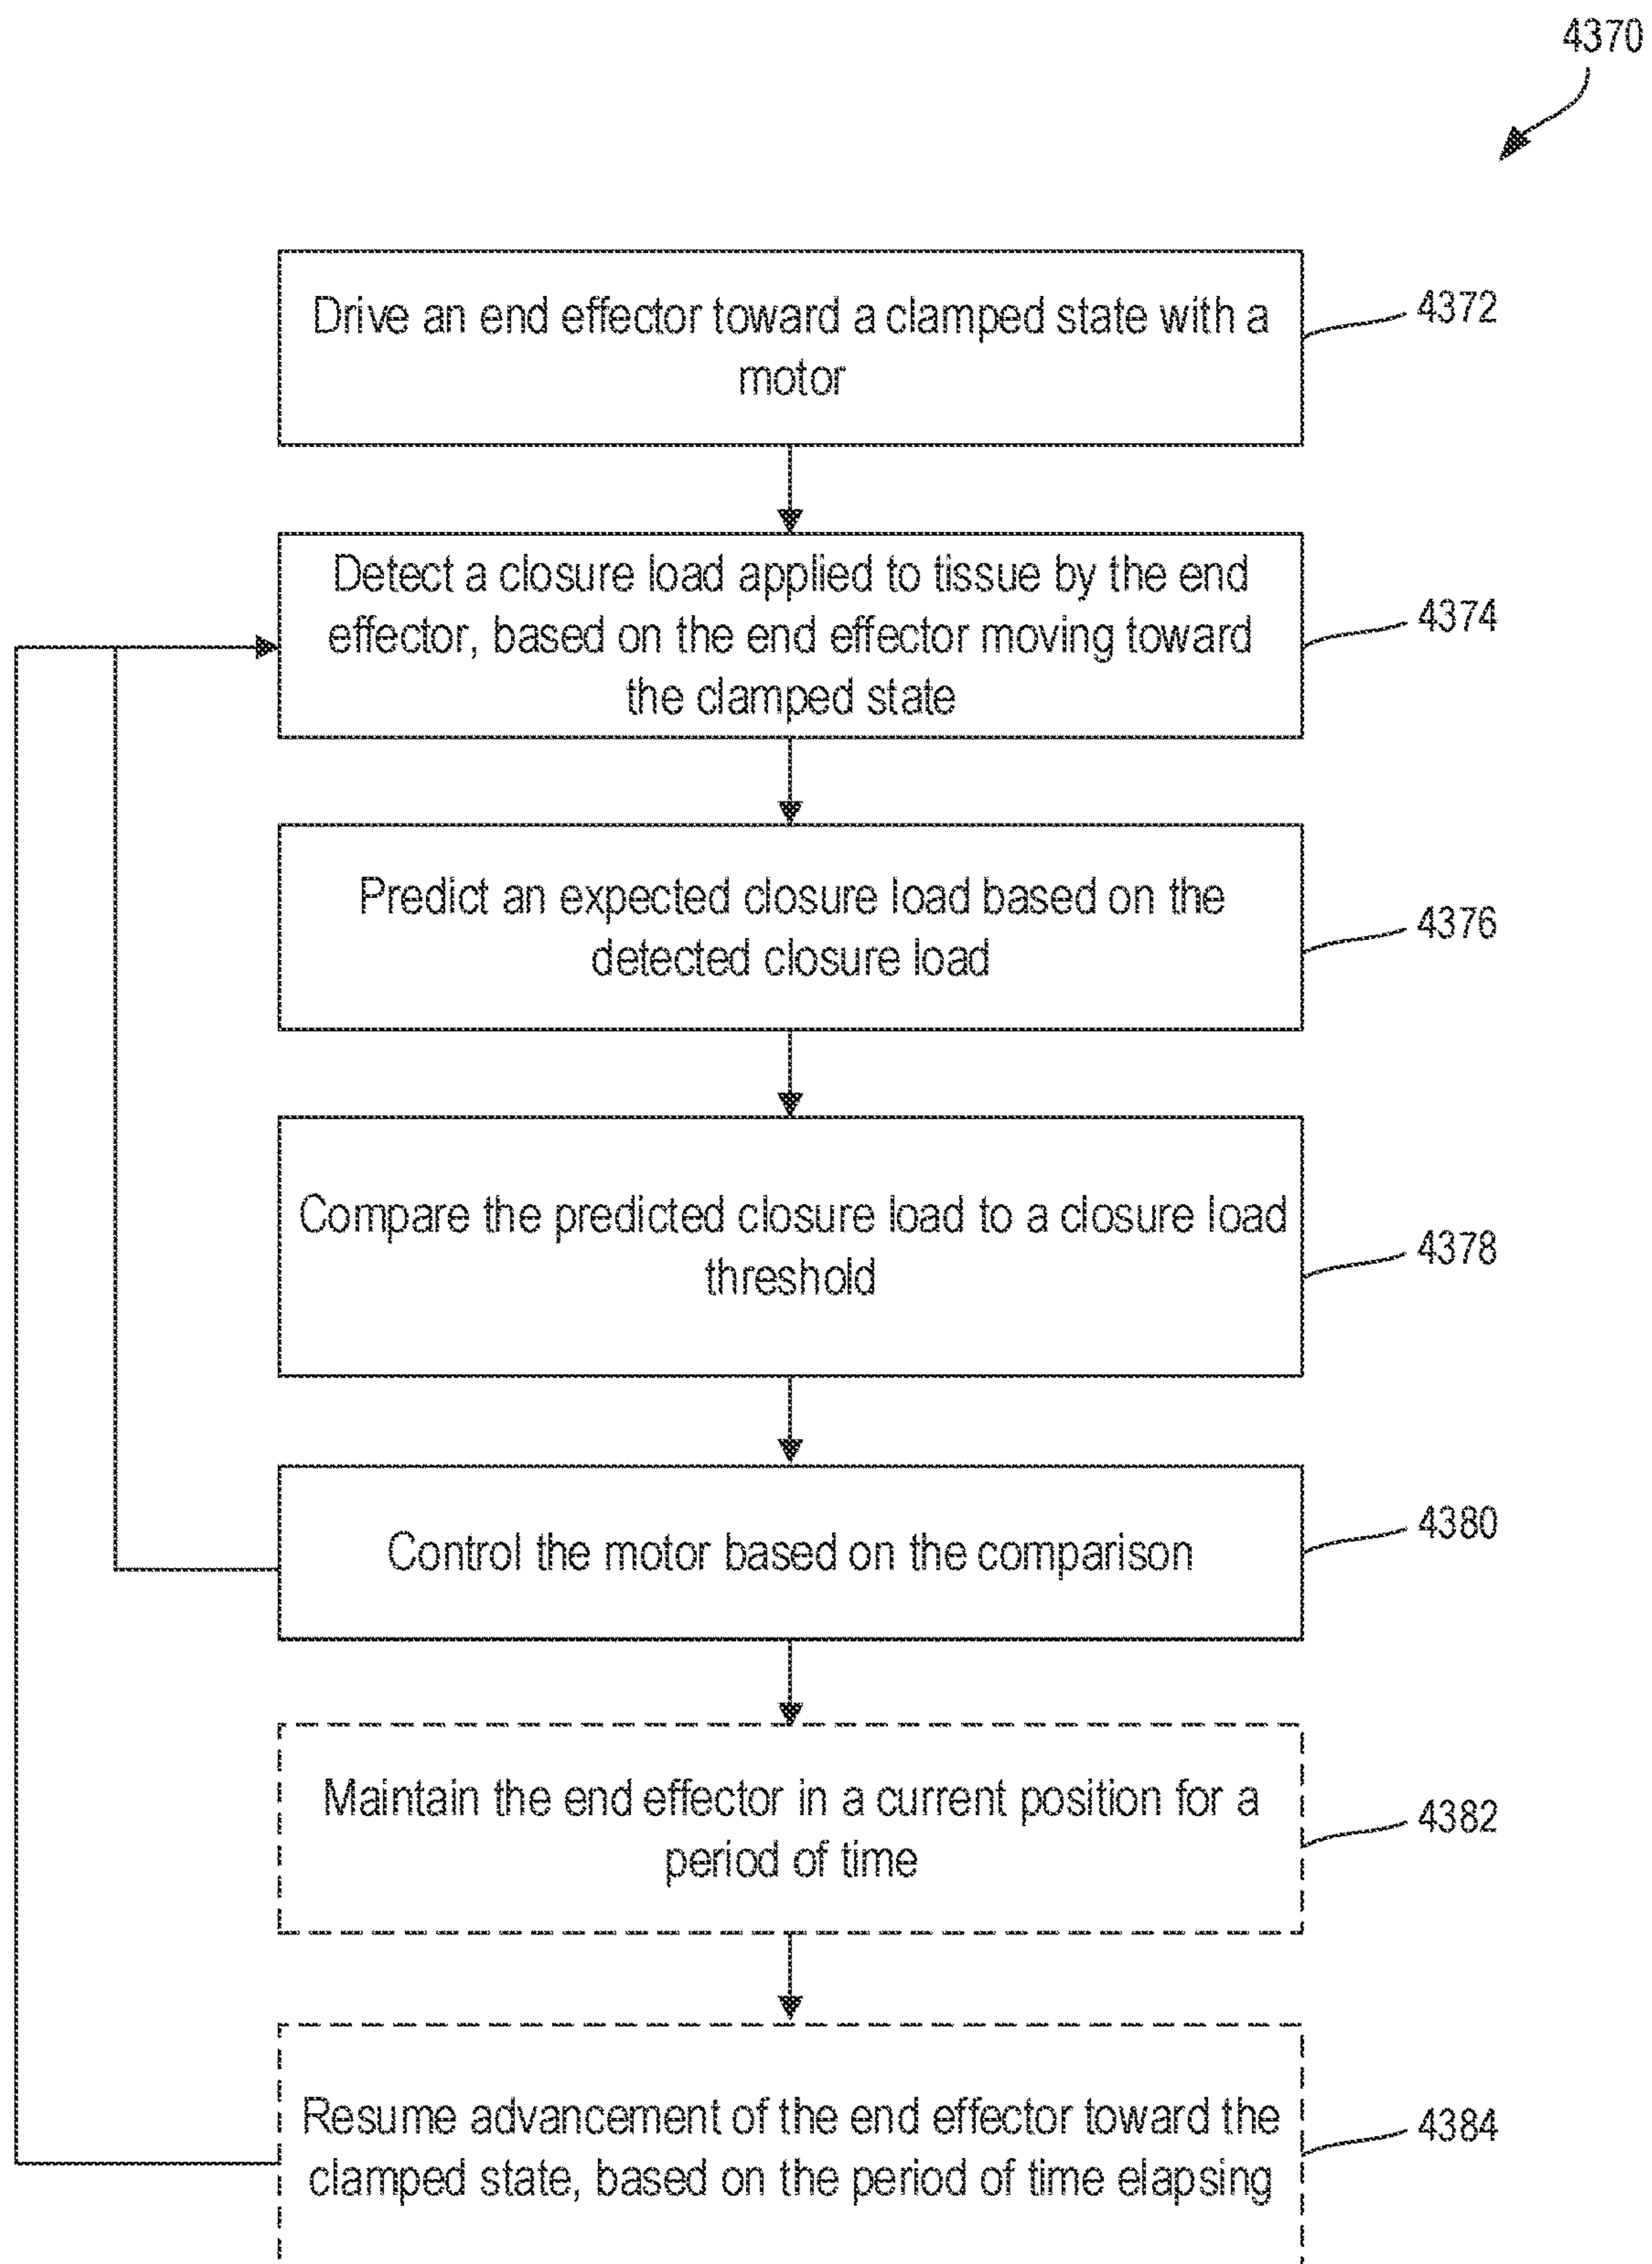 4370
Drive an end effector toward a clamped state with a
motor
4372
Detect a closure load applied to tissue by the end
effector, based on the end effector moving toward
the clamped state
4374
Predict an expected closure load based on the
detected closure load
4376
Compare the predicted closure load to a closure load
threshold
4378
Control the motor based on the comparison
4380
Maintain the end effector in a current position for a
period of time
4382
Resume advancement of the end effector toward the
clamped state, based on the period of time elapsing
4384